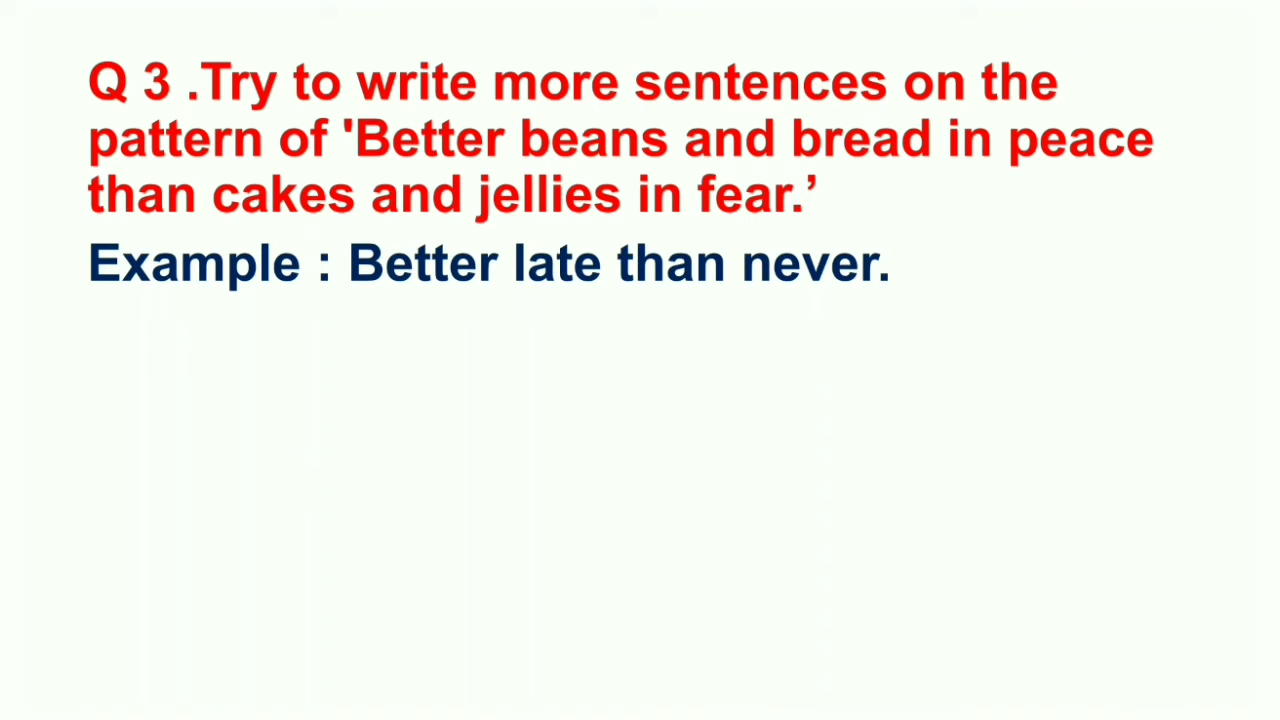 Q 3 .Try to write more sentences on the
pattern of 'Better beans and bread in peace
than cakes and jellies in fear.’
Example : Better late than never.